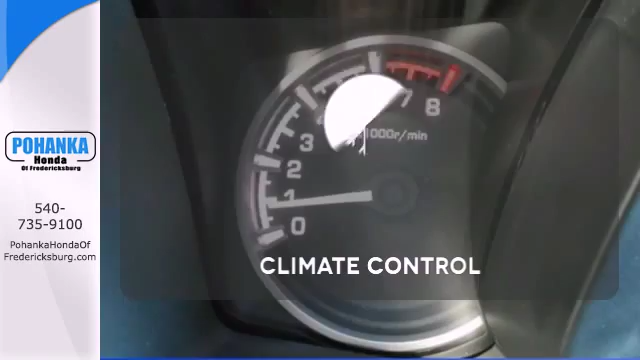 POHANKA
Honda
Of Fredericksburg
540-
735-9100
PohankaHondaOf
Fredericksburg.com
7
8
x1000r/min
3
2
1
0
CLIMATE CONTROL